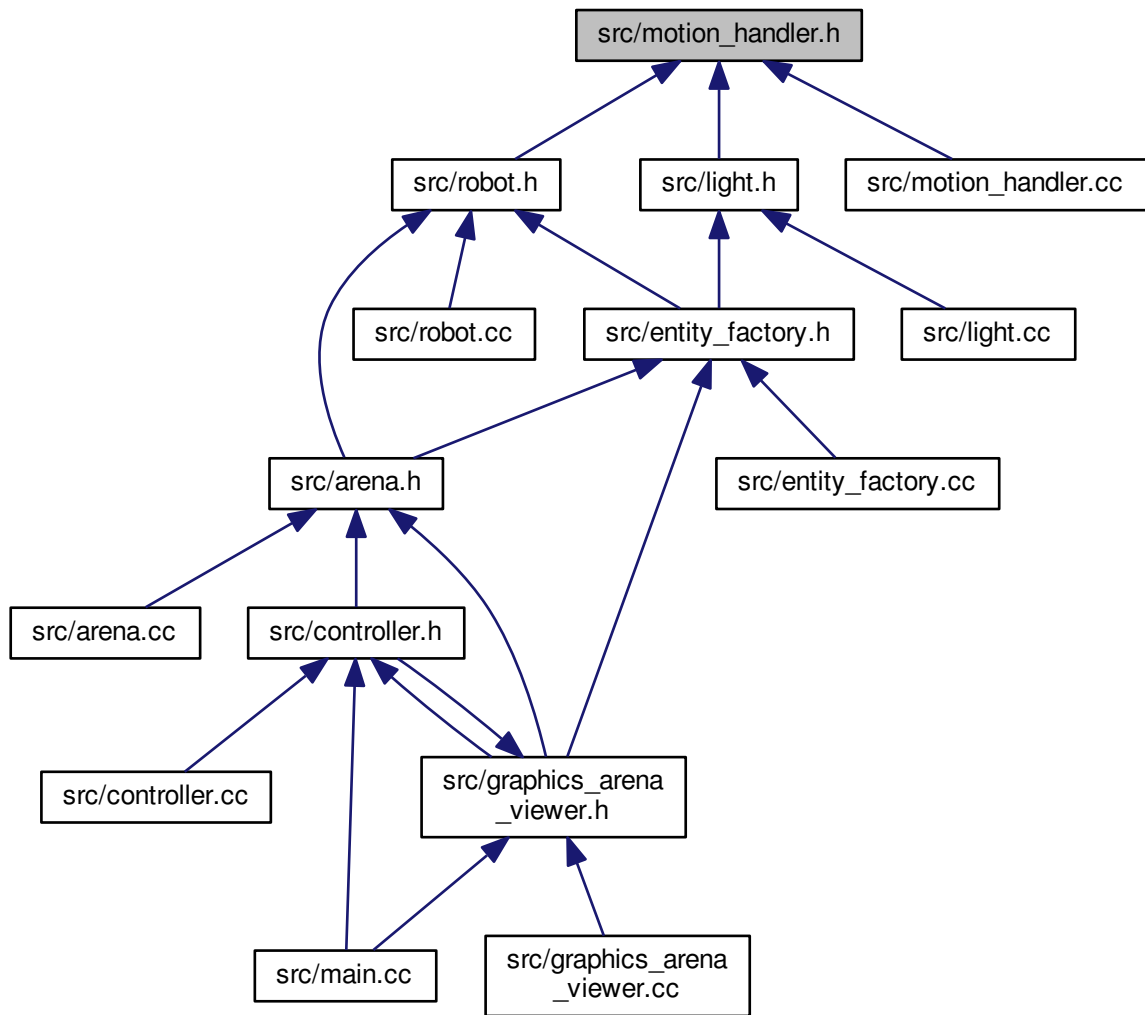 src/motion_handler.h
src/robot.h
src/light.h
src/motion_handler.cc
src/robot.cc
src/entity_factory.h
src/light.cc
src/arena.h
src/entity_factory.cc
src/arena.cc
src/controller.h
src/controller.cc
src/graphics_arena
_viewer.h
src/main.cc
src/graphics_arena
_viewer.cc